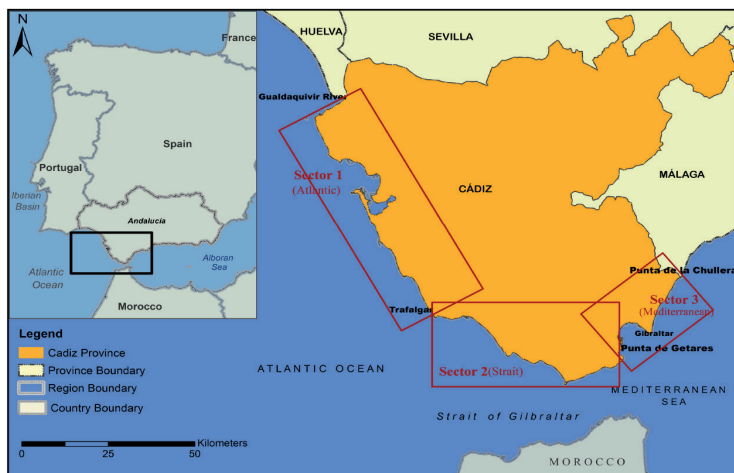 N
France
Spain
Portugal
Iberian
Basin
Andalucía
Atlantic
Ocean
Alboran
Sea
Morocco
Legend
Cadiz Province
Province Boundary
Region Boundary
Country Boundary
Kilometers
0 25 50
HUELVA
SEVILLA
Gualdaquivir River
Sector 1
(Atlantic)
CÁDIZ
MÁLAGA
Punta de la Chullera
Sector 3
(Mediterranean)
Trafalgar
Gibraltar
Punta de Getares
ATLANTIC OCEAN
Sector 2 (Strait)
MEDITERRANEAN
SEA
Strait of Gilbraltar
MOROCCO